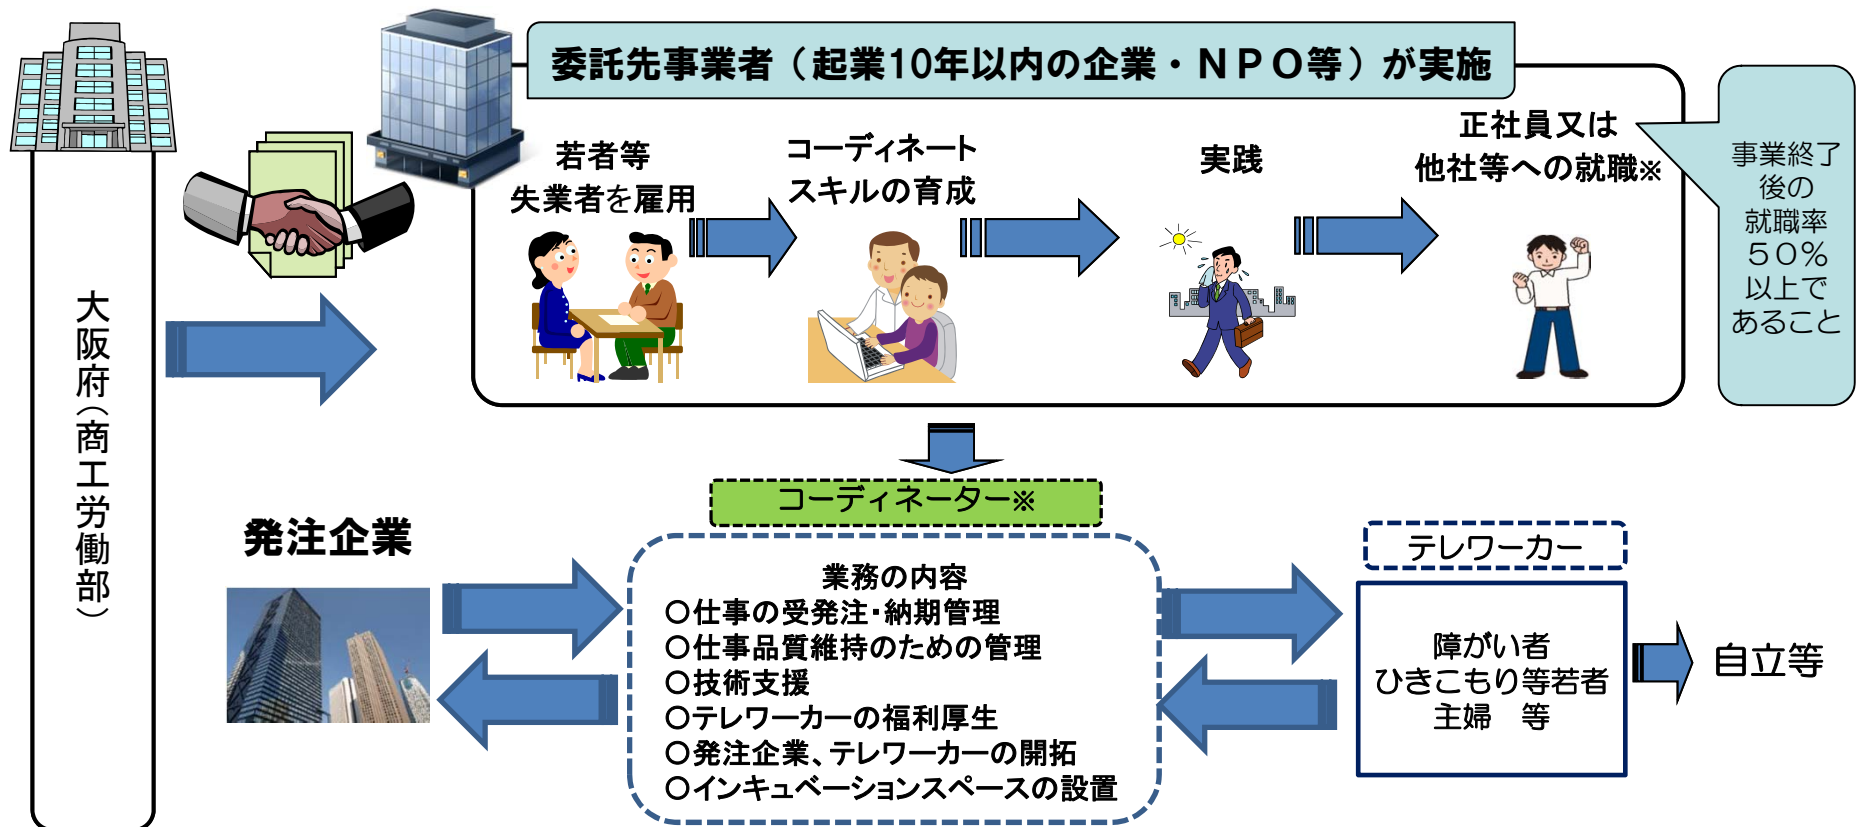 委託先事業者（起業10年以内の企業・ＮＰＯ等）が実施
若者等
失業者を雇用
コーディネート
スキルの育成
実践
正社員又は
他社等への就職※
事業終了
後の
就職率
５０％
以上で
あること
大阪府（商工労働部）
コーディネーター※
発注企業
業務の内容
○仕事の受発注・納期管理
○仕事品質維持のための管理
○技術支援
○テレワーカーの福利厚生
○発注企業、テレワーカーの開拓
○インキュベーションスペースの設置
テレワーカー
障がい者
ひきこもり等若者
主婦　等
自立等